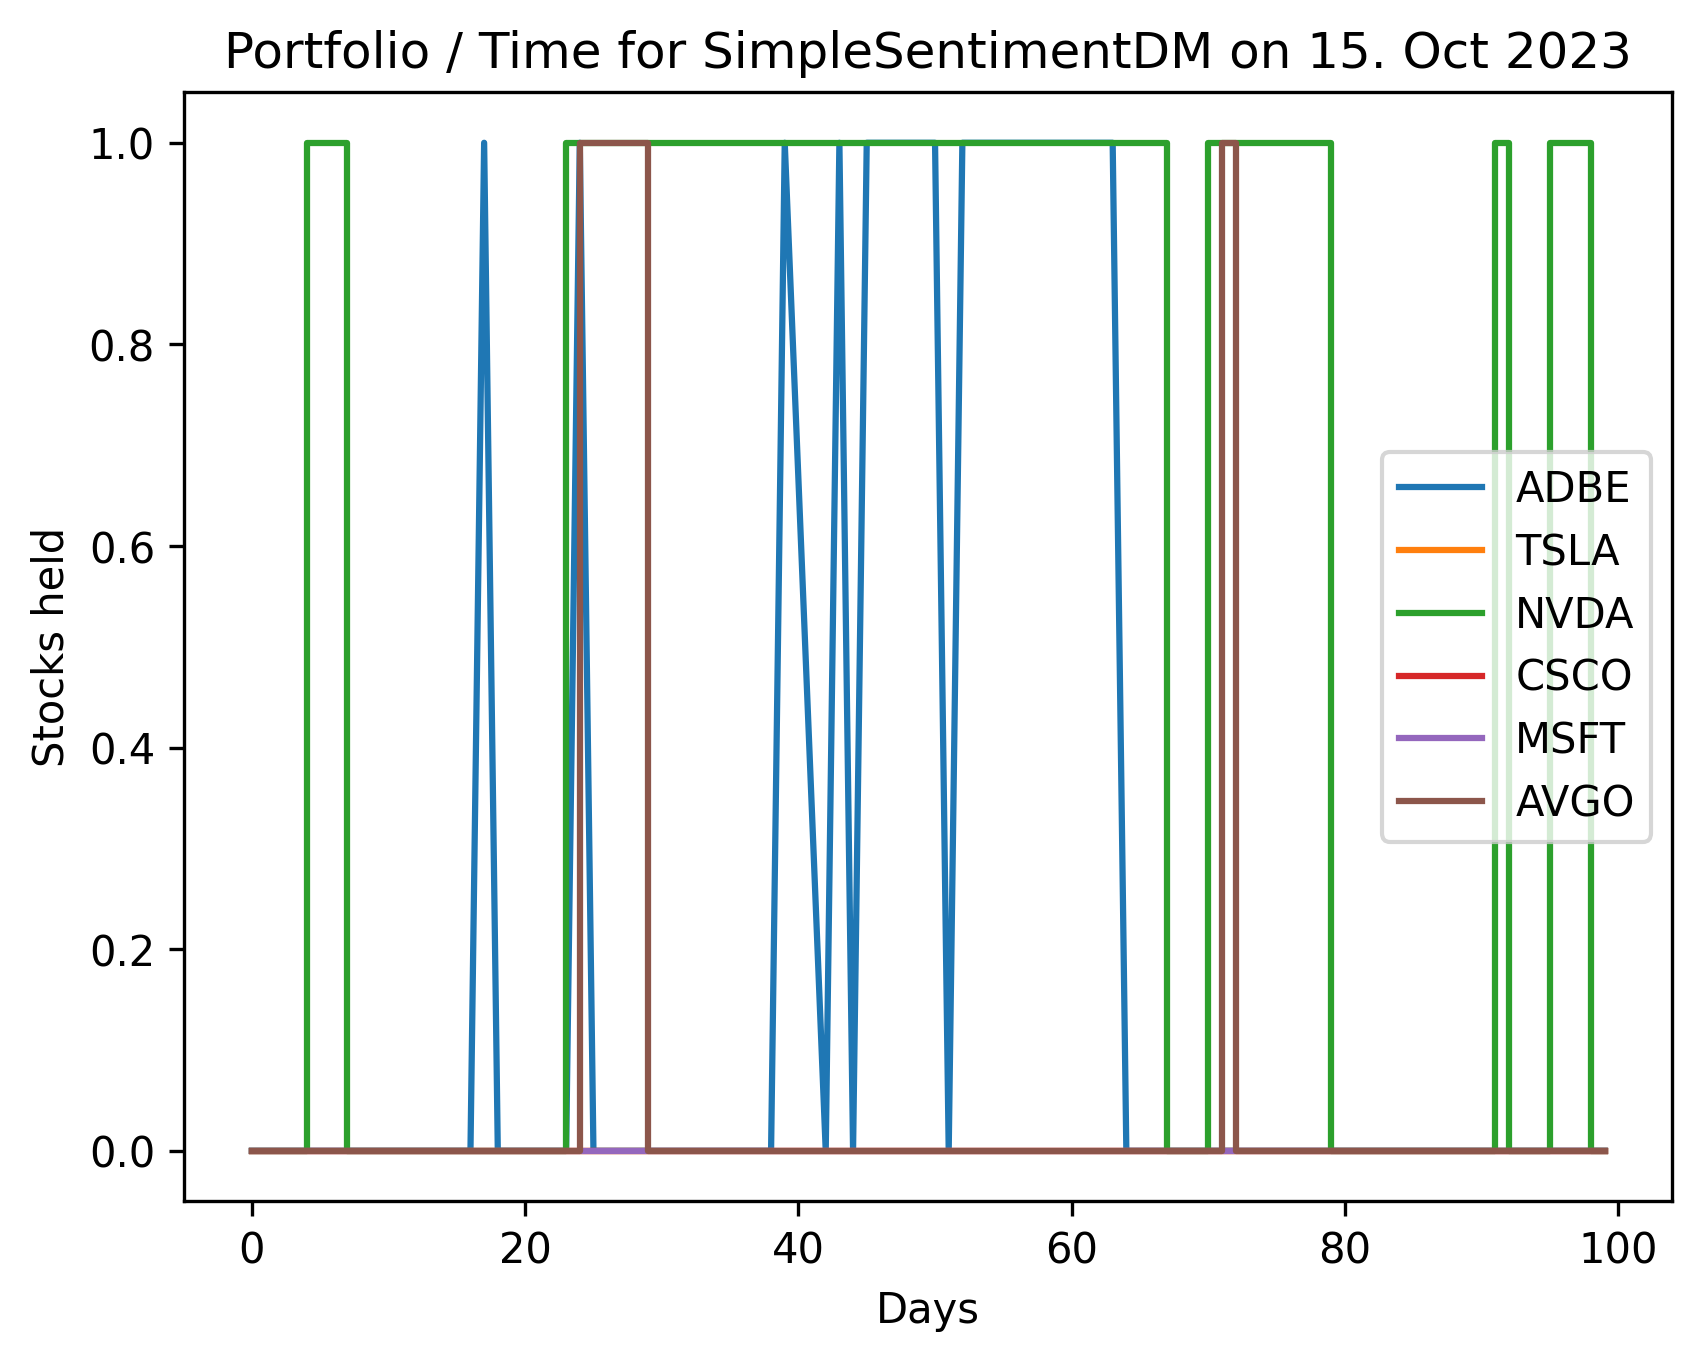 Portfolio / Time for SimpleSentimentDM on 15. Oct 2023
1.0
0.8
0.6
0.4
0.2
0.0
Stocks held
ADBE
TSLA
NVDA
CSCO
MSFT
AVGO
0 20 40 60 80 100
Days